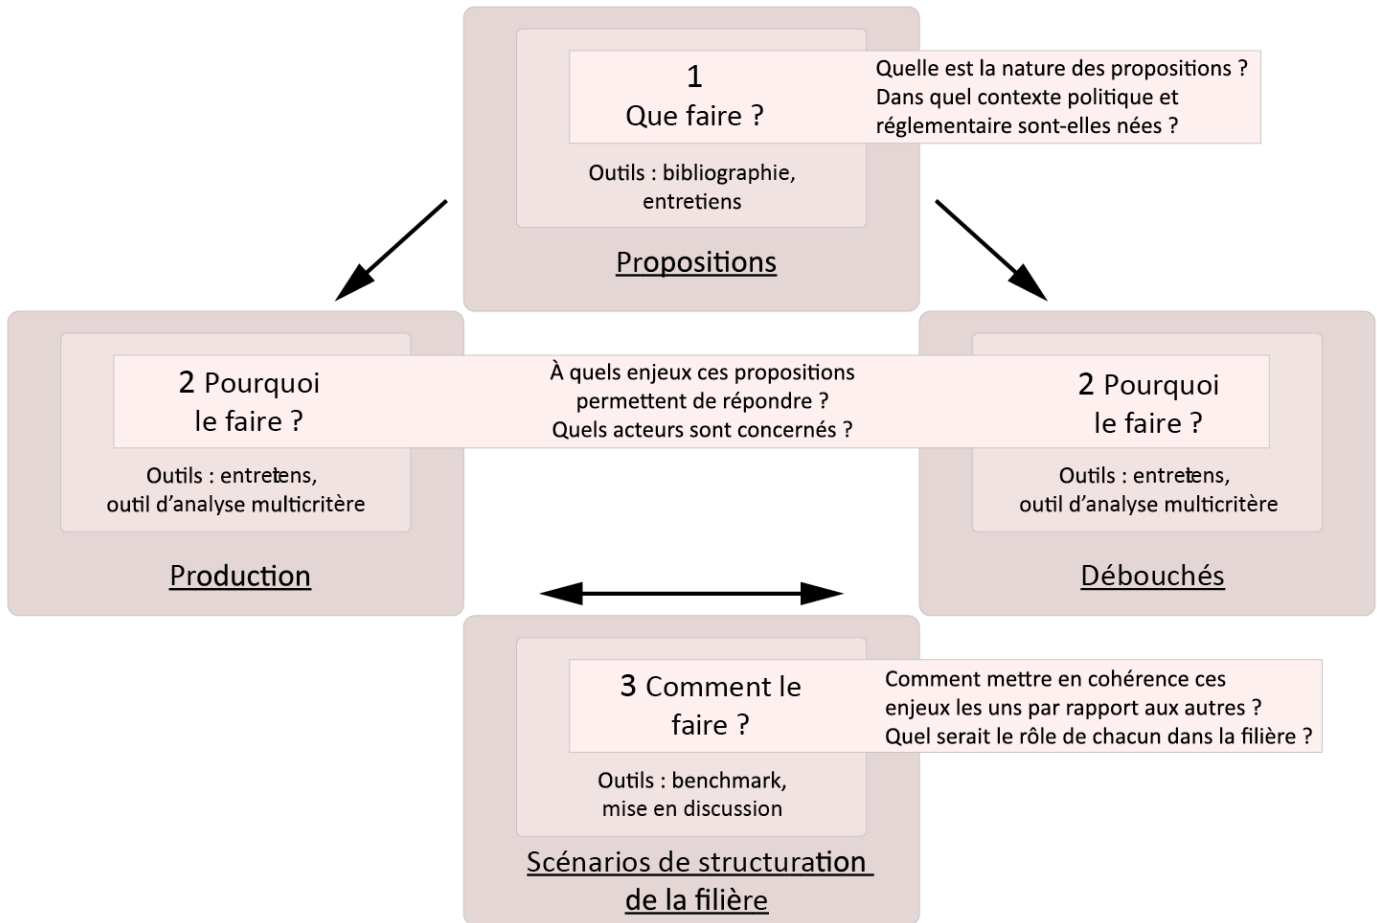 1
Que faire ?
Quelle est la nature des propositions ?
Dans quel contexte politique et
réglementaire sont-elles nées ?
Outils : bibliographie,
entretiens
Propositions
2 Pourquoi
le faire ?
Outils : entretens,
outil d'analyse multicritère
Production
À quels enjeux ces propositions
permettent de répondre ?
Quels acteurs sont concernés ?
2 Pourquoi
le faire ?
Outils : entretens,
outil d'analyse multicritère
Débouchés
3 Comment le
faire ?
Comment mettre en cohérence ces
enjeux les uns par rapport aux autres ?
Quel serait le rôle de chacun dans la filière ?
Outils : benchmark,
mise en discussion
Scénarios de structuration
de la filière